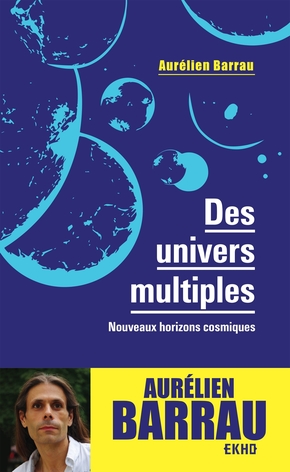 Aurélien Barrau
Des
univers
multiples
Nouveaux horizons cosmiques
AURÉLIEN
BARRAU
EKHO